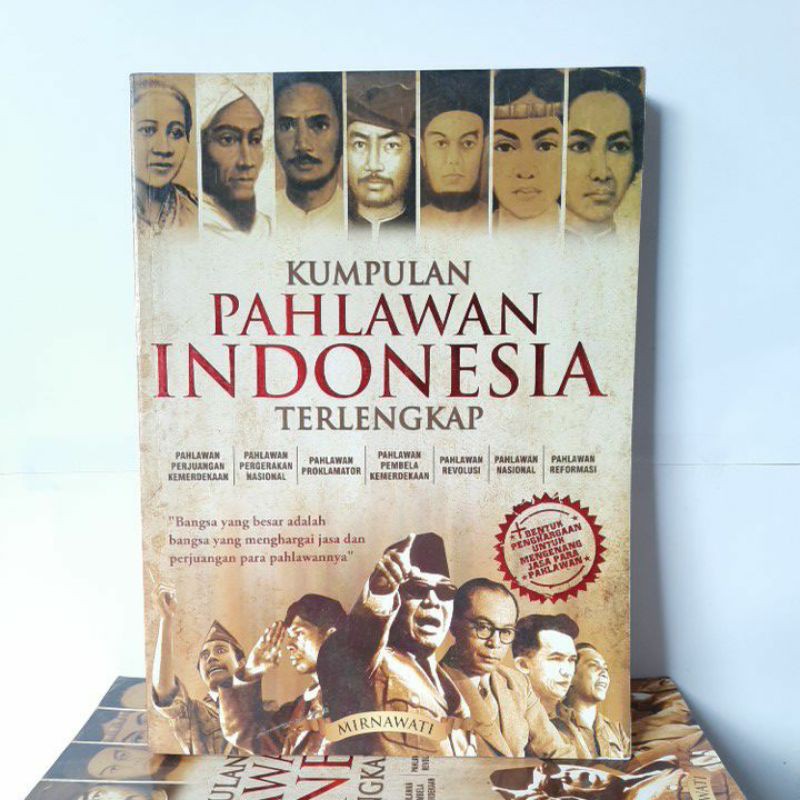 KUMPULAN
PAHLAWAN
INDONESIA
TERLENGKAP
PAHLAWAN
PERJUANGAN
KEMERDEKAAN
PAHLAWAN
PERGERAKAN
NASIONAL
PAHLAWAN
PROKLAMATOR
PAHLAWAN
PEMBELA
KEMERDEKAAN
PAHLAWAN
REVOLUSI
PAHLAWAN
NASIONAL
PAHLAWAN
REFORMASI
"Bangsa yang besar adalah
bangsa yang menghargai jasa dan
perjuangan para pahlawannya"
+BENTUK
PENGHARGAAN
UNTUK
MENGENANG
JASA PARA
PAHLAWAN
MIRNAWATI